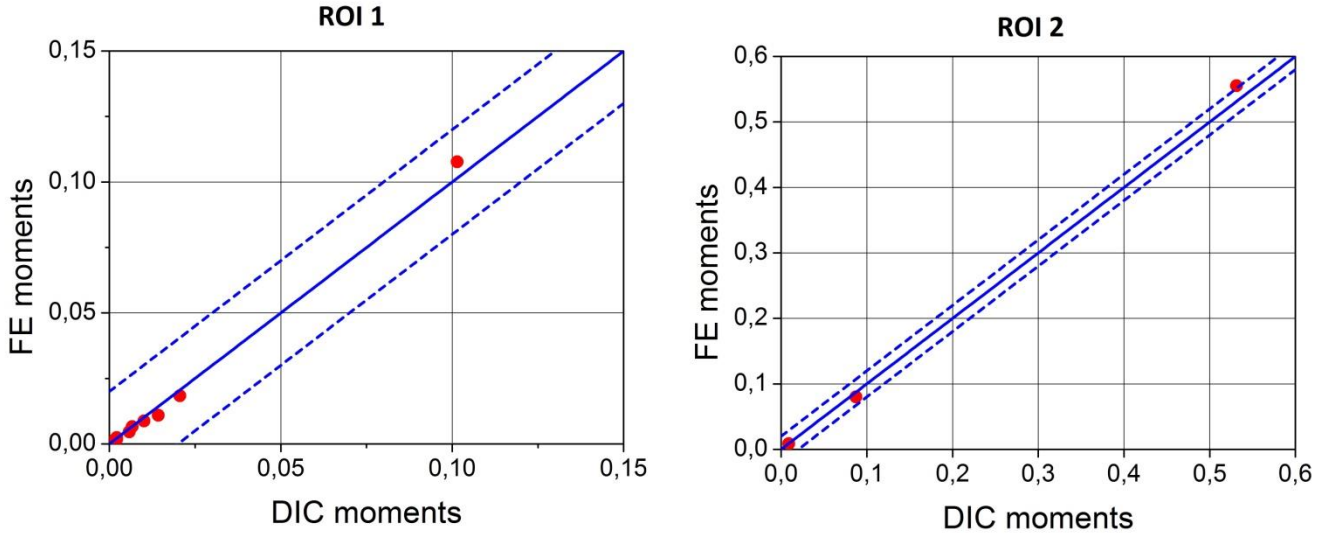 ROI 1
0,15
0,10
0,05
0,00
FE moments
0,00 0,05 0,10 0,15
DIC moments
ROI 2
0,6
0,5
0,4
0,3
0,2
0,1
0,0
FE moments
0,0 0,1 0,2 0,3 0,4 0,5 0,6
DIC moments